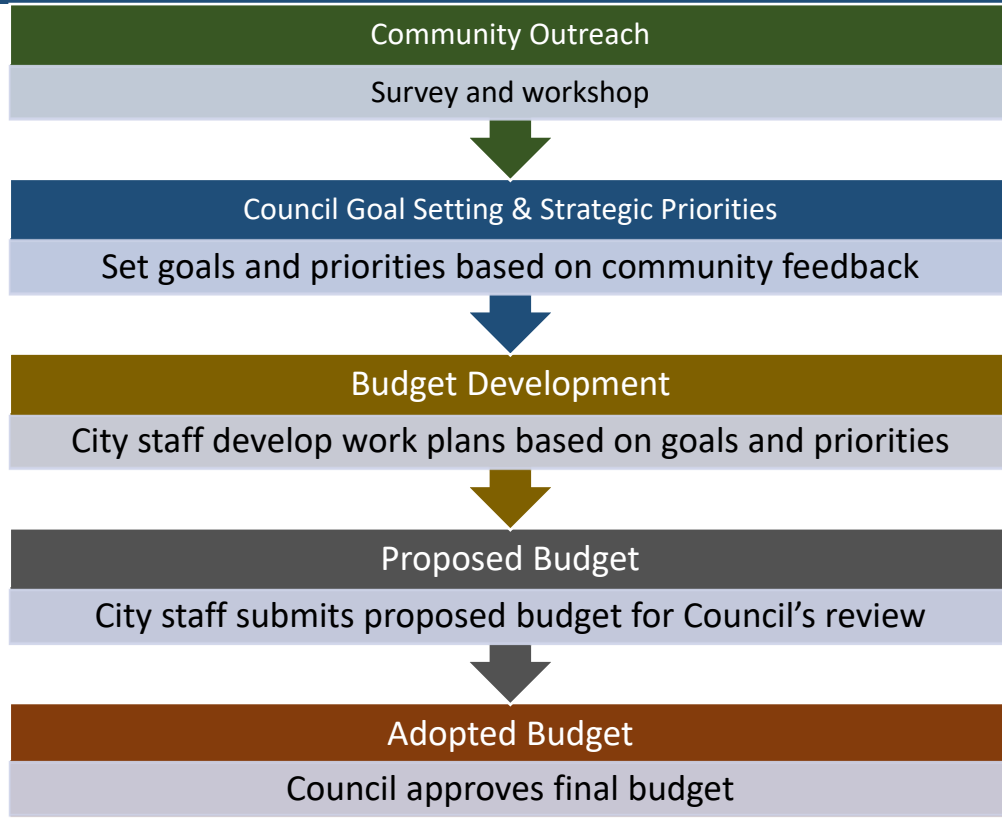 Community Outreach
Survey and workshop
Council Goal Setting & Strategic Priorities
Set goals and priorities based on community feedback
Budget Development
City staff develop work plans based on goals and priorities
Proposed Budget
City staff submits proposed budget for Council’s review
Adopted Budget
Council approves final budget